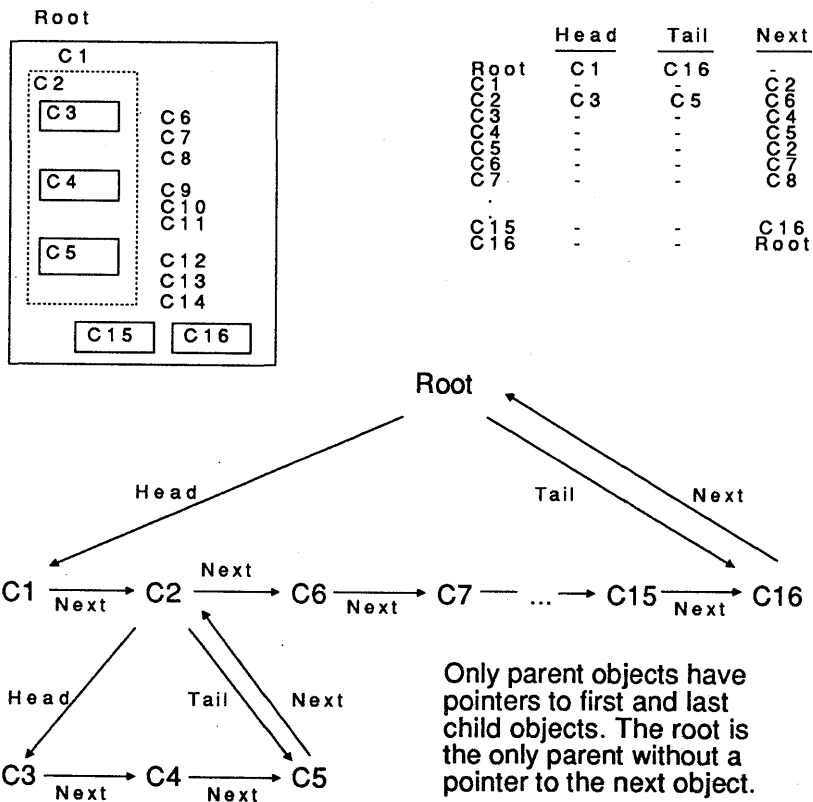 Root
C1
C2
C3
C4
C5
C6
C7
C8
C9
C10
C11
C12
C13
C14
C15 C16
Head Tail Next
Root C1 C16 -
C1 - - C2
C2 C3 C5 C6
C3 - - C4
C4 - - C5
C5 - - C2
C6 - - C7
C7 - - C8
.
.
C15 - - C16
C16 - - Root
Root
Head Tail Next
C1 Next C2 Next C6 Next C7 ... C15 Next C16
Head Tail Next
C3 Next C4 Next C5
Only parent objects have
pointers to first and last
child objects. The root is
the only parent without a
pointer to the next object.